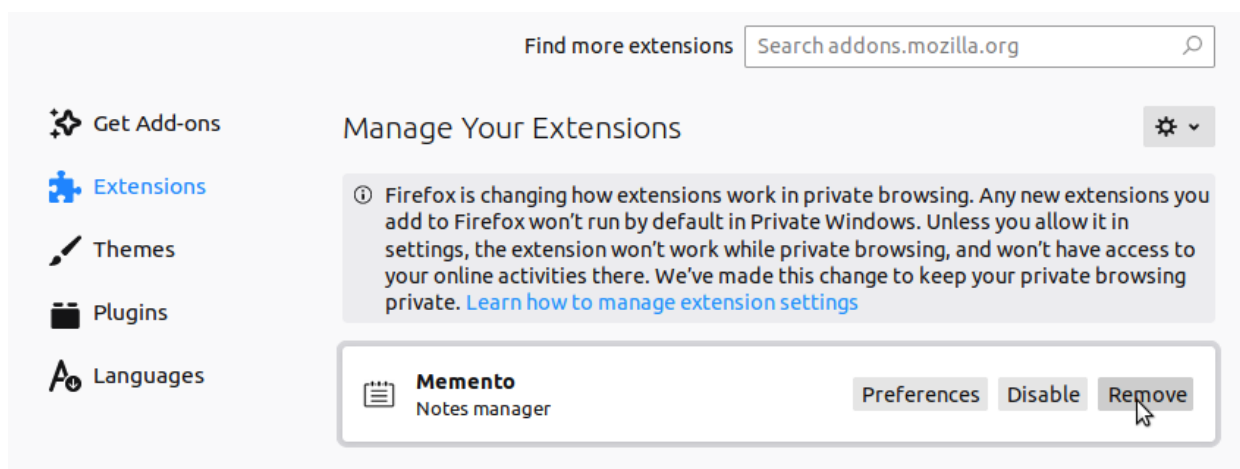 Find more extensions Search addons.mozilla.org
Get Add-ons
Extensions
Themes
Plugins
Languages
Manage Your Extensions
Firefox is changing how extensions work in private browsing. Any new extensions you
add to Firefox won't run by default in Private Windows. Unless you allow it in
settings, the extension won't work while private browsing, and won't have access to
your online activities there. We've made this change to keep your private browsing
private. Learn how to manage extension settings
Memento
Notes manager
Preferences Disable Remove